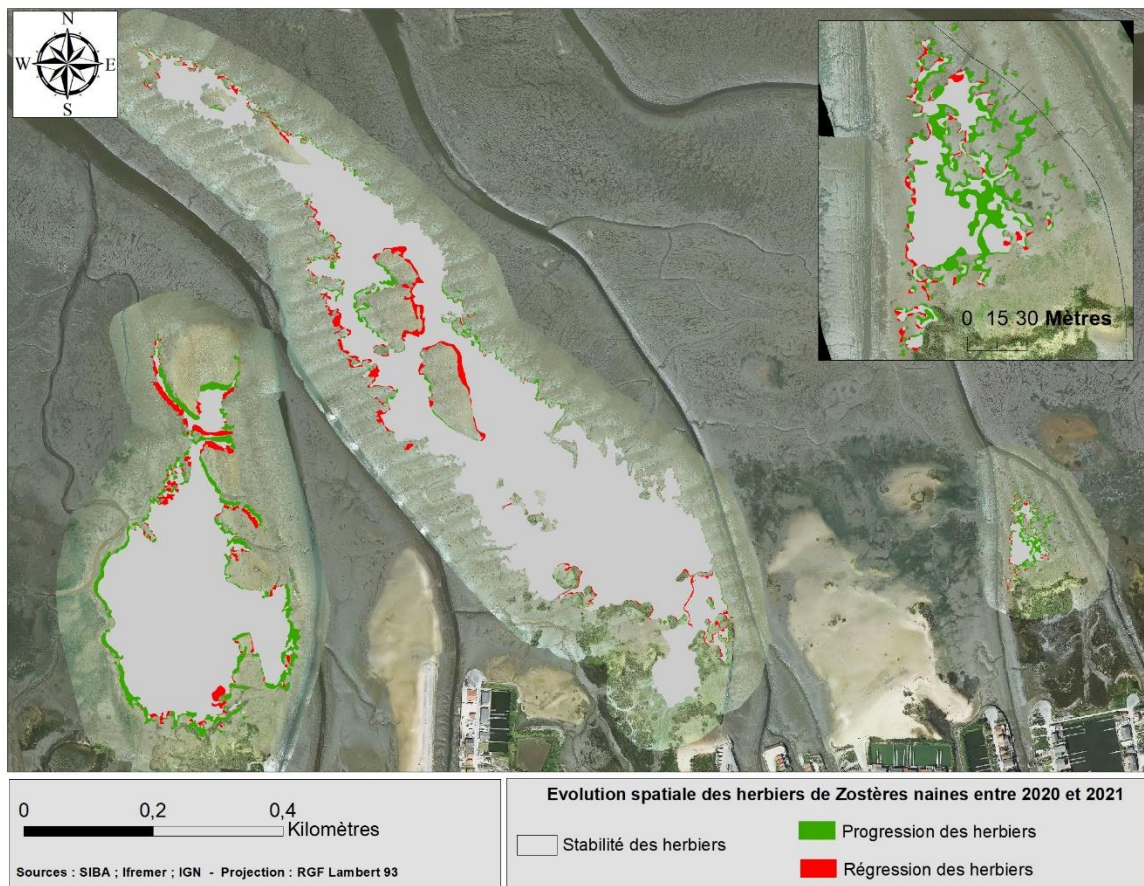 N
W E
S
0 15 30 Mètres
0 0,2 0,4
Kilomètres
Sources : SIBA ; Ifremer ; IGN - Projection : RGF Lambert 93
Evolution spatiale des herbiers de Zostères naines entre 2020 et 2021
Stabilité des herbiers
Progression des herbiers
Régression des herbiers